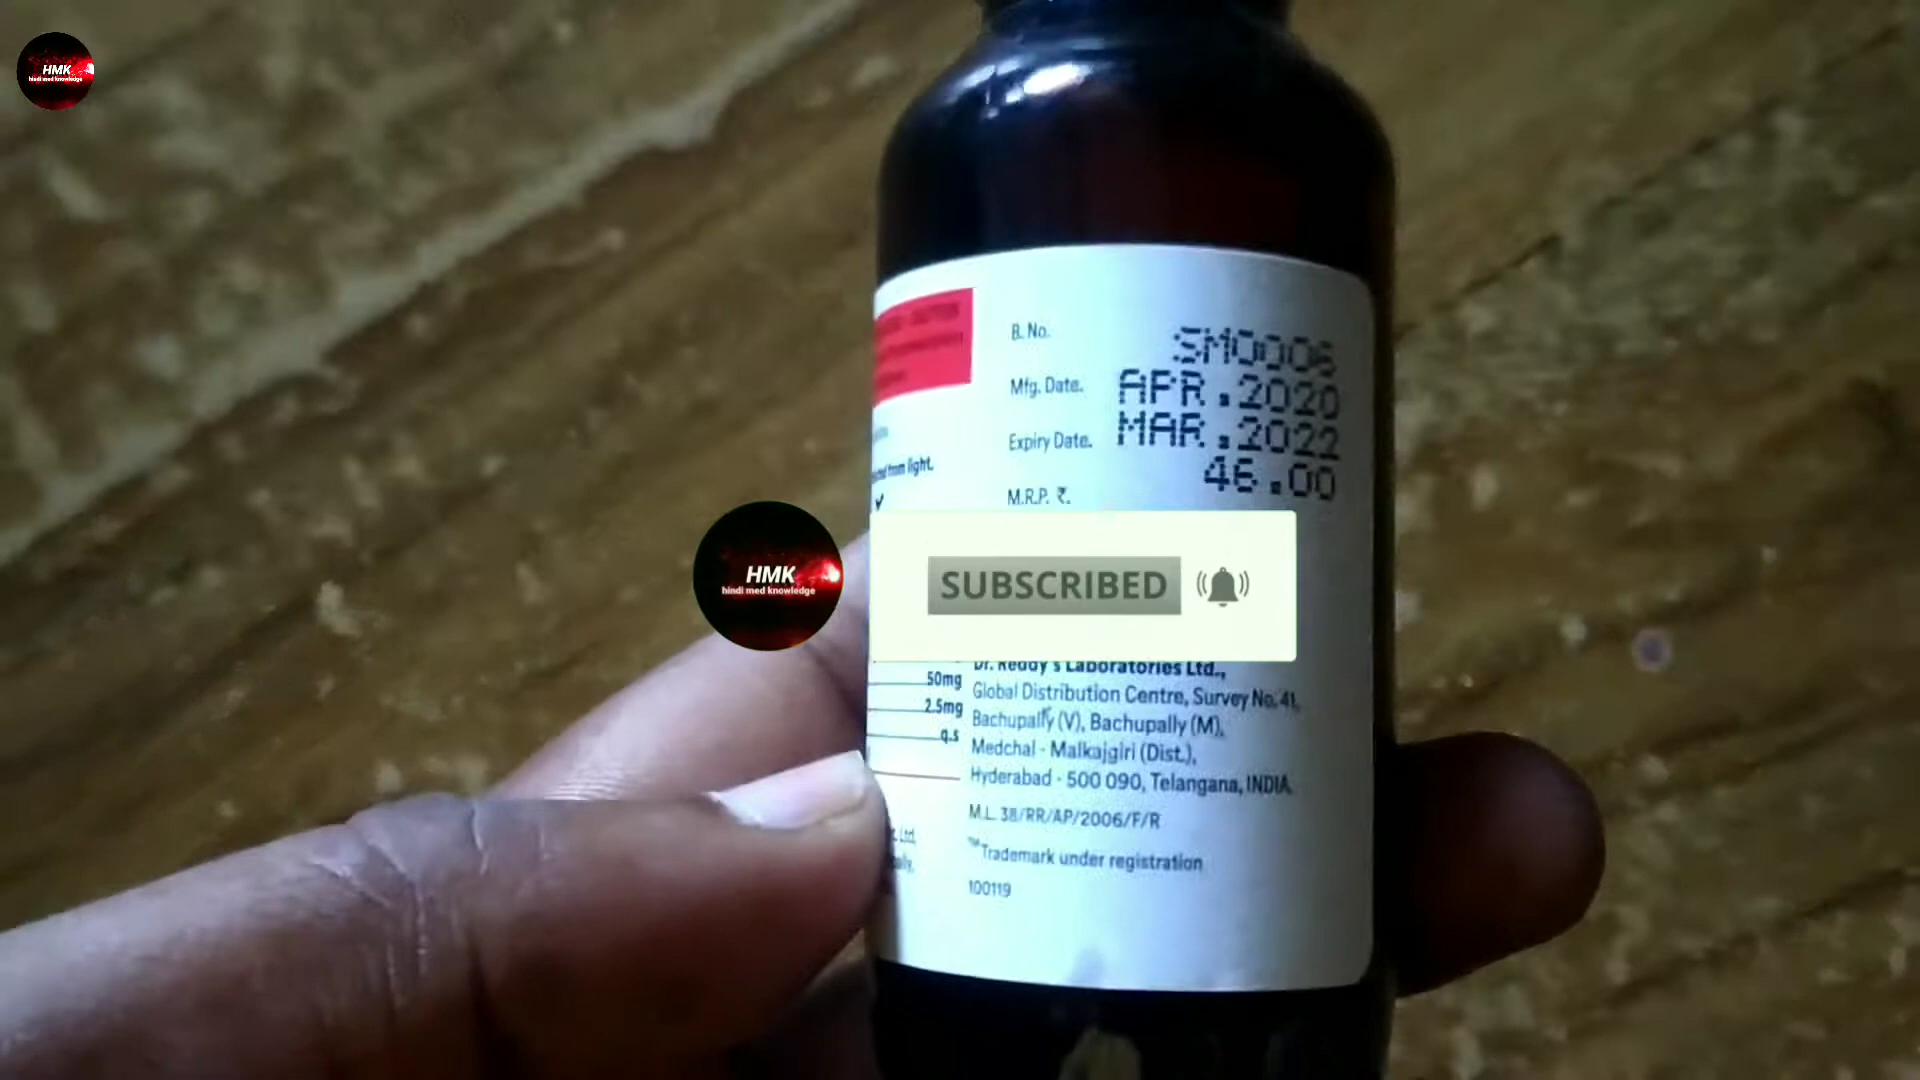 HMK
hindi med knowledge
B. No.
SM0006
Mfg. Date.
APR.2020
Expiry Date.
MAR.2022
M.R.P. ₹.
46.00
from light.
HMK
hindi med knowledge
SUBSCRIBED
50mg
2.5mg
q.s
Dr. Reddy's Laboratories Ltd.,
Global Distribution Centre, Survey No. 41,
Bachupally (V), Bachupally (M),
Medchal - Malkajgiri (Dist.),
Hyderabad - 500 090, Telangana, INDIA.
M.L. 38/RR/AP/2006/F/R
™Trademark under registration
100119
Ltd.